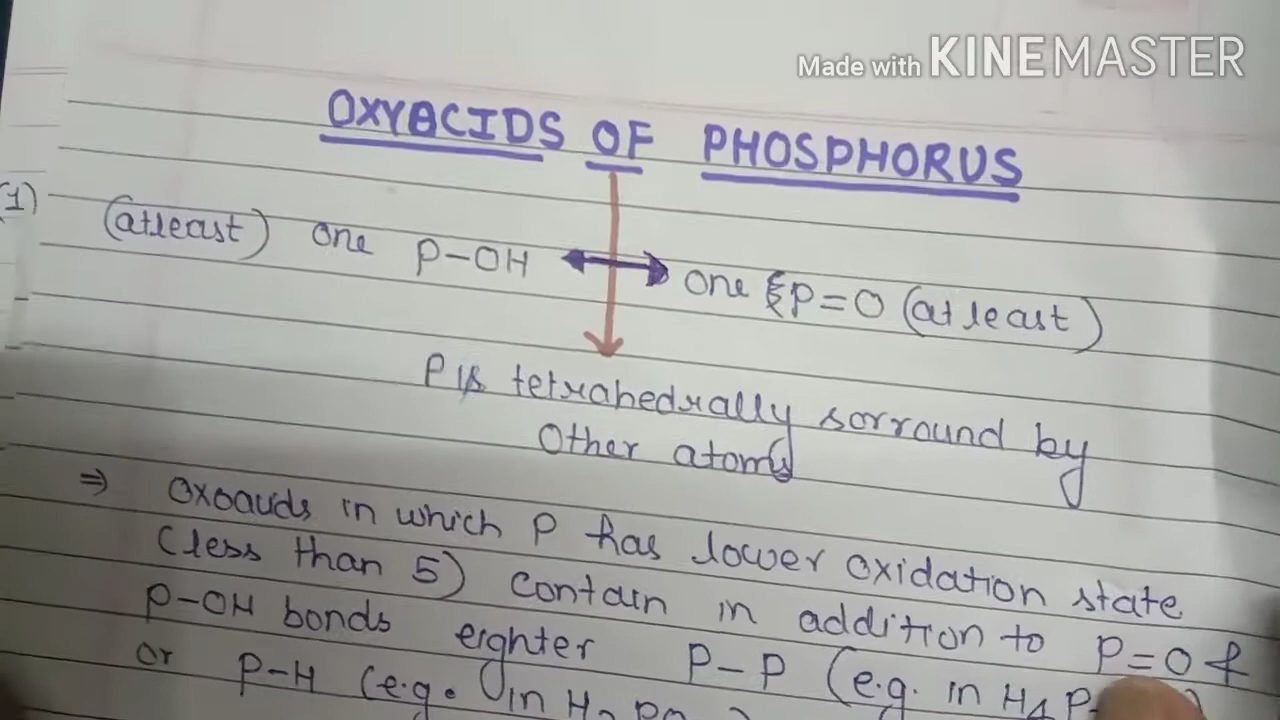 Made with KINEMASTER
OXYACIDS OF PHOSPHORUS
1) (atleast) one P-OH ↔ one P=O (at least)
P is tetrahedrally sorround by
Other atoms
⇒ Oxoacids in which P has lower oxidation state
(less than 5) contain in addition to P=O &
P-OH bonds eighter P-P (e.g. in H4P
or P-H (e.g. in